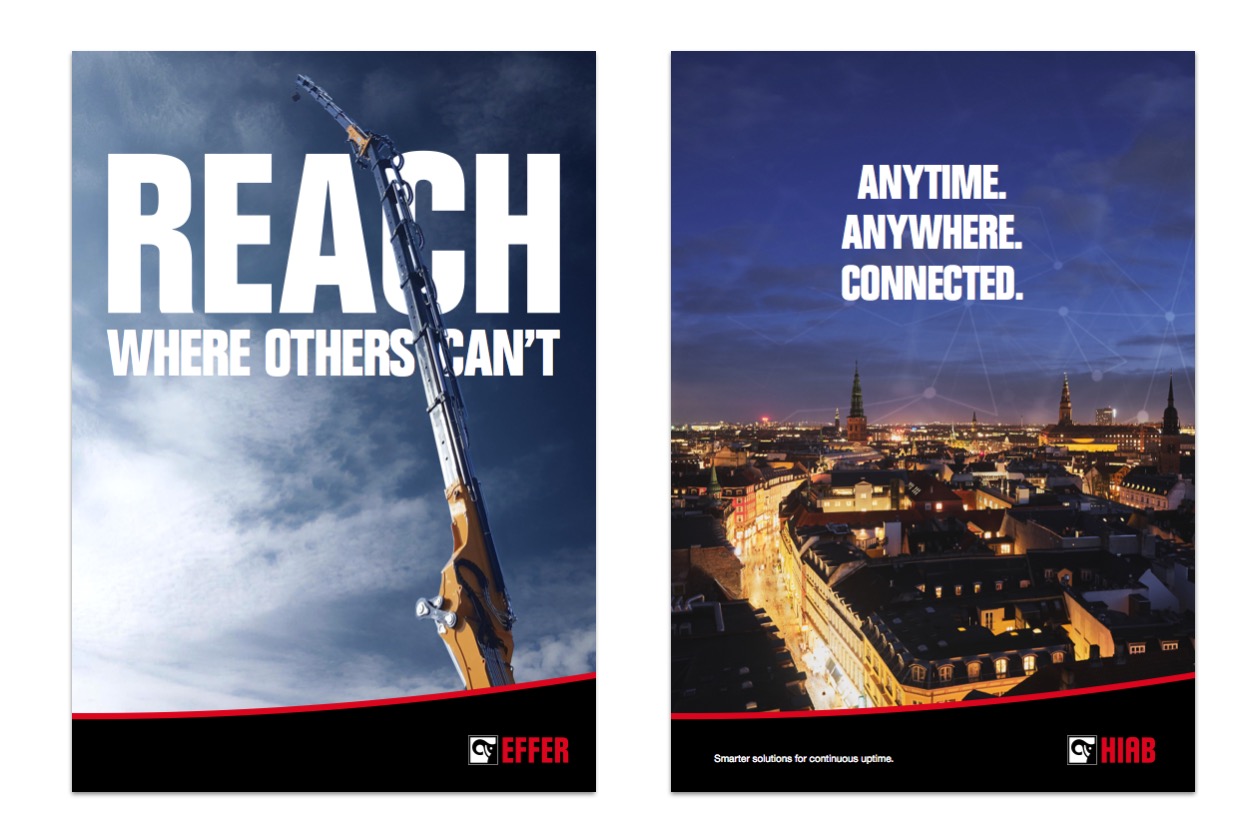 REACH
WHERE OTHERS CAN'T
EFFER
ANYTIME.
ANYWHERE.
CONNECTED.
Smarter solutions for continuous uptime.
HIAB